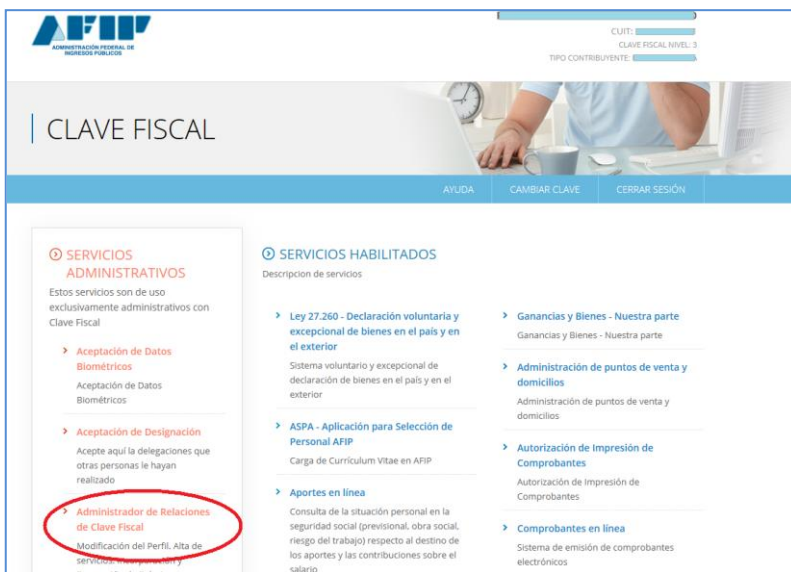 AFIP
ADMINISTRACIÓN FEDERAL DE
INGRESOS PÚBLICOS
CUIT:
CLAVE FISCAL NIVEL: 3
TIPO CONTRIBUYENTE:
CLAVE FISCAL
AYUDA
CAMBIAR CLAVE
CERRAR SESIÓN
SERVICIOS
ADMINISTRATIVOS
Estos servicios son de uso
exclusivamente administrativos con
Clave Fiscal
Aceptación de Datos
Biométricos
Aceptación de Datos
Biométricos
Aceptación de Designación
Acepte aquí la delegaciones que
otras personas le hayan
realizado
Administrador de Relaciones
de Clave Fiscal
Modificación del Perfil. Alta de
servicios, incorporación y
SERVICIOS HABILITADOS
Descripcion de servicios
Ley 27.260 - Declaración voluntaria y
excepcional de bienes en el país y en
el exterior
Sistema voluntario y excepcional de
declaración de bienes en el país y en el
exterior
ASPA - Aplicación para Selección de
Personal AFIP
Carga de Currículum Vitae en AFIP
Aportes en línea
Consulta de la situación personal en la
seguridad social (previsional, obra social,
riesgo del trabajo) respecto al destino de
los aportes y las contribuciones sobre el
salario
Ganancias y Bienes - Nuestra parte
Ganancias y Bienes - Nuestra parte
Administración de puntos de venta y
domicilios
Administración de puntos de venta y
domicilios
Autorización de Impresión de
Comprobantes
Autorización de Impresión de
Comprobantes
Comprobantes en línea
Sistema de emisión de comprobantes
electrónicos